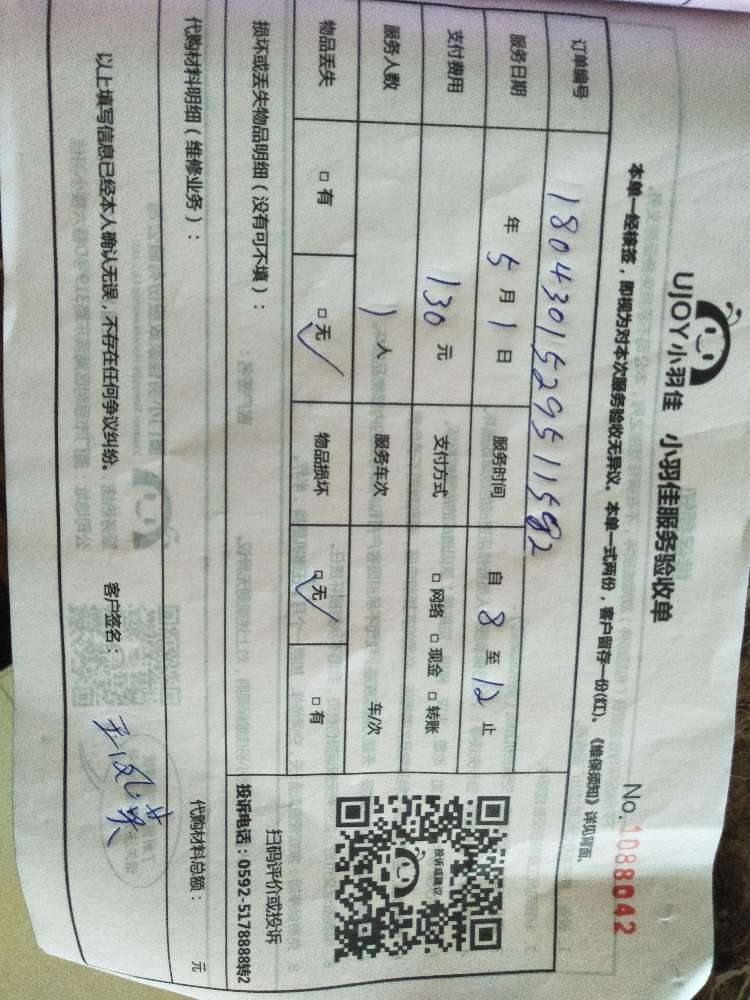 UJOY小羽佳 小羽佳服务验收单
No. 1088042
本单一经核签，即视为对本次服务验收无异议。本单一式两份，客户留存一份(红)。《维保须知》详见背面。
订单编号 1804301529511592
服务日期 年 5 月 1 日 服务时间 自 8 至 12 止
支付费用 130 元 支付方式 □ 网络 □ 现金 □ 转账
服务人数 1 人 服务车次 车/次
物品丢失 □ 有 □ 无 ✓ 物品损坏 □ 无 ✓ □ 有
投诉或建议
扫码评价或投诉
投诉电话：0592-5178888转2
损坏或丢失物品明细（没有可不填）：
代购材料明细（维修业务）： 代购材料总额： 元
以上填写信息已经本人确认无误，不存在任何争议纠纷。 客户签名：